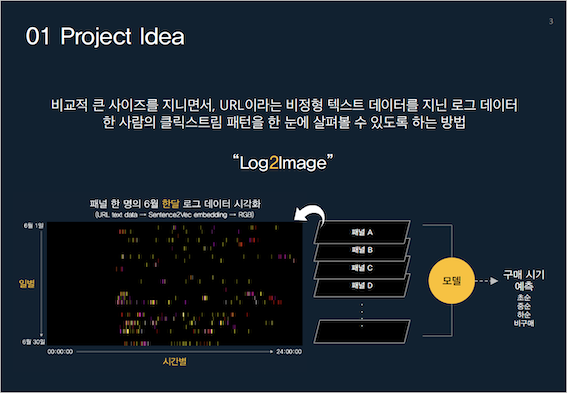 3
01 Project Idea
비교적 큰 사이즈를 지니면서, URL이라는 비정형 텍스트 데이터를 지닌 로그 데이터
한 사람의 클릭스트림 패턴을 한 눈에 살펴볼 수 있도록 하는 방법
“Log2Image”
패널 한 명의 6월 한달 로그 데이터 시각화
(URL text data → Sentence2Vec embedding → RGB)
6월 1일
일별
6월 30일
00:00:00
24:00:00
시간별
패널 A
패널 B
패널 C
패널 D
모델
구매 시기
예측
초순
중순
하순
비구매